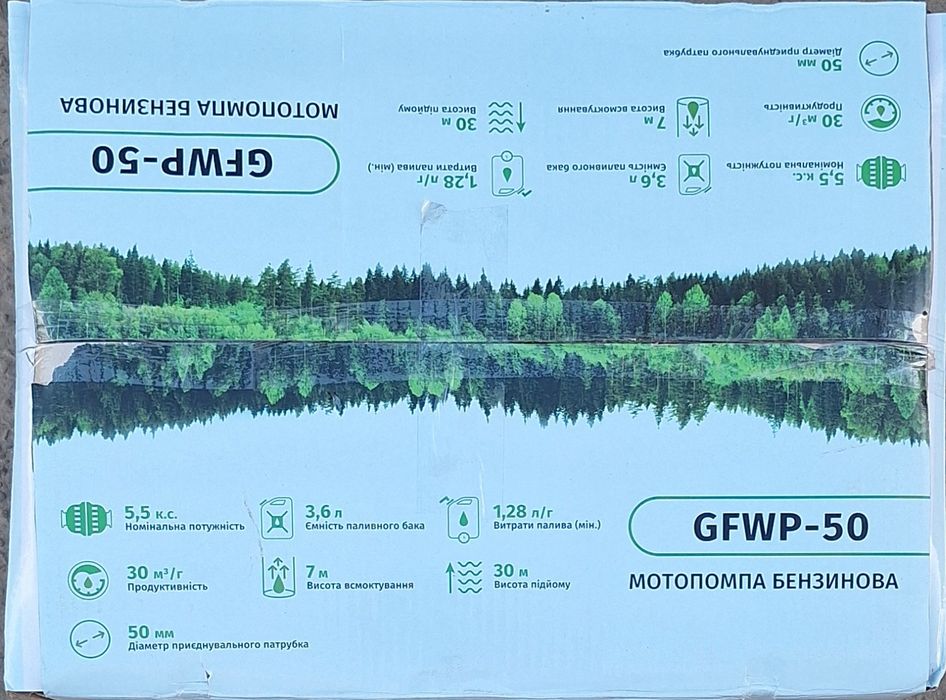 Діаметр приєднувального патрубка
50 мм
МОТОПОМПА БЕНЗИНОВА
GFWP-50
Висота підйому
30 м
Висота всмоктування
7 м
Продуктивність
30 м³/г
Витрати палива (мін.)
1,28 л/г
Ємність паливного бака
3,6 л
Номінальна потужність
5,5 к.с.
5,5 к.с.
Номінальна потужність
3,6 л
Ємність паливного бака
1,28 л/г
Витрати палива (мін.)
GFWP-50
30 м³/г
Продуктивність
7 м
Висота всмоктування
30 м
Висота підйому
МОТОПОМПА БЕНЗИНОВА
50 мм
Діаметр приєднувального патрубка